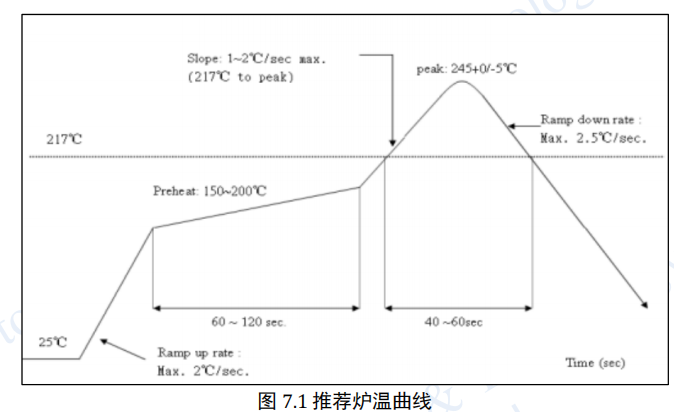 Slope: 1~2℃/sec max.
(217℃ to peak)
peak: 245+0/-5℃
Ramp down rate :
Max. 2.5℃/sec.
217℃
Preheat: 150~200℃
60 ~ 120 sec.
40 ~60sec
25℃
Ramp up rate :
Max. 2℃/sec.
Time (sec)
图 7.1 推荐炉温曲线